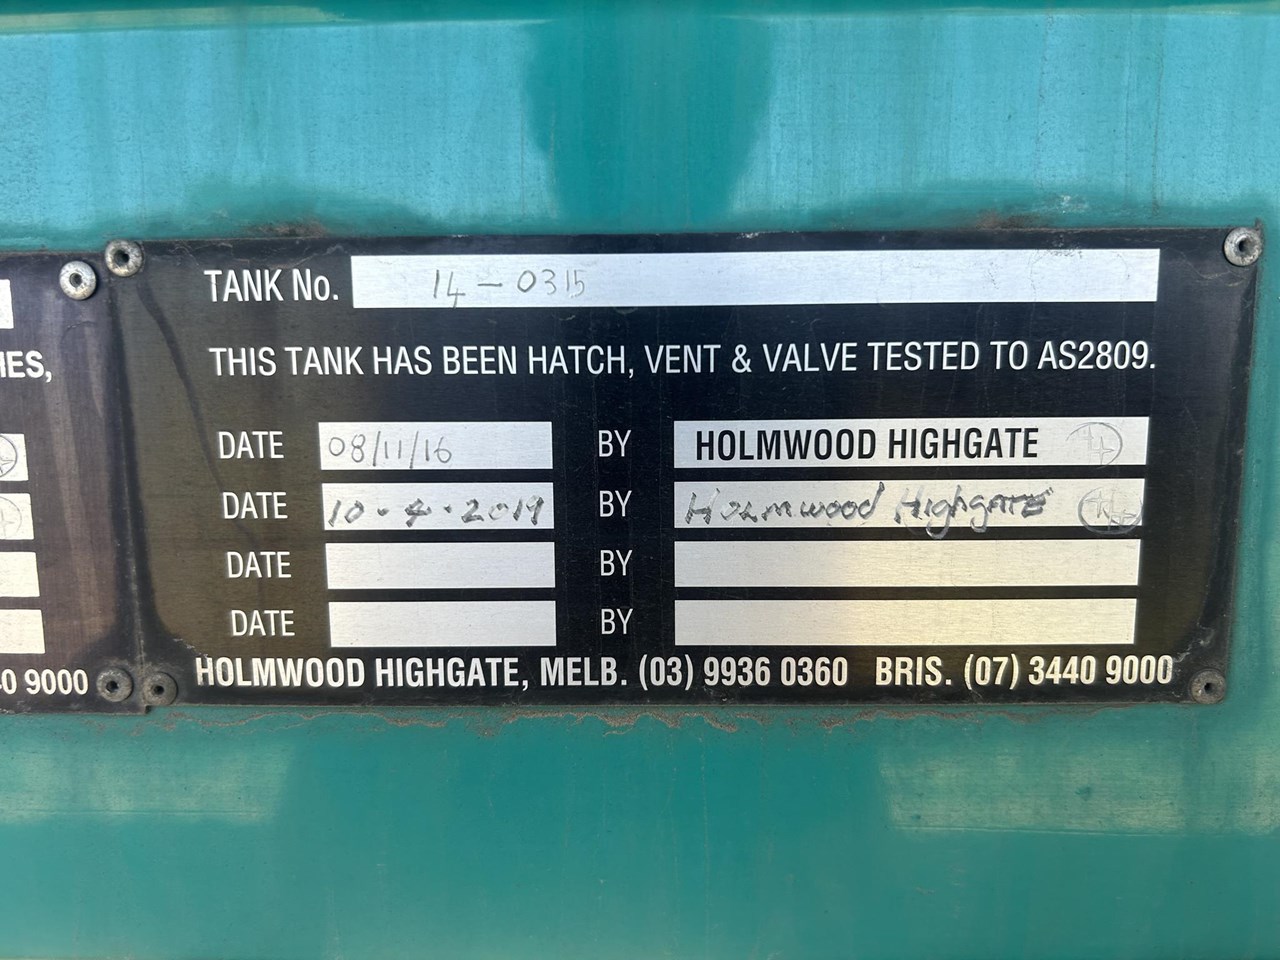 TANK No. 14-0315
THIS TANK HAS BEEN HATCH, VENT & VALVE TESTED TO AS2809.
DATE 08/11/16 BY HOLMWOOD HIGHGATE
DATE 10.4.2019 BY HOLMWOOD HIGHGATE
DATE BY
DATE BY
HOLMWOOD HIGHGATE, MELB. (03) 9936 0360 BRIS. (07) 3440 9000
9000